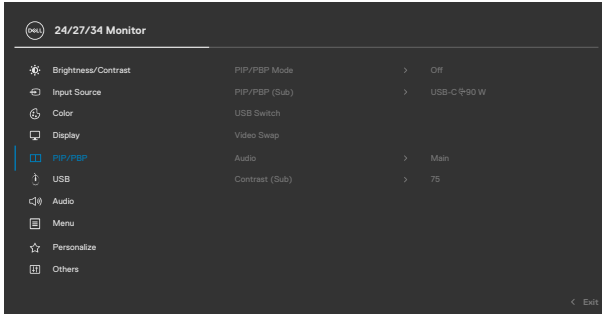 DELL 24/27/34 Monitor
Brightness/Contrast PIP/PBP Mode > Off
Input Source PIP/PBP (Sub) > USB-C 90 W
Color USB Switch
Display Video Swap
PIP/PBP Audio > Main
USB Contrast (Sub) > 75
Audio
Menu
Personalize
Others
< Exit